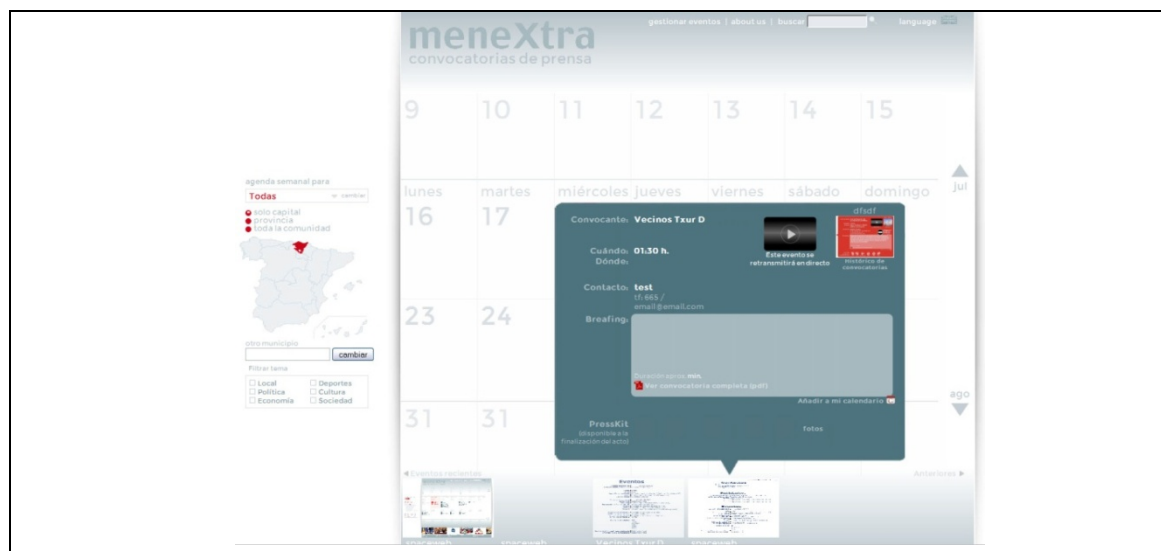 meneXtra
convocatorias de prensa
gestionar eventos | about us | buscar
language
9 10 11 12 13 14 15
agenda semanal para
Todas
cambiar
solo capital
provincia
toda la comunidad
otro municipio
cambiar
Filtrar tema
Local Deportes
Política Cultura
Economía Sociedad
jul
lunes martes miércoles jueves viernes sábado domingo
16 17
23 24
31 31
ago
dfsdf
Convocante: Vecinos Txur D
Este evento se
retransmitirá en directo
Histórico de
convocatorias
Cuándo: 01:30 h.
Dónde:
Contacto: test
t.f: 665 /
email@email.com
Breafing:
Duración aprox min.
Ver convocatoria completa (pdf)
Añadir a mi calendario
PressKit
(disponible a la
finalización del acto)
fotos
Eventos recientes
Anteriores
Eventos
spaceweb spaceweb Vecinos Txur D spaceweb